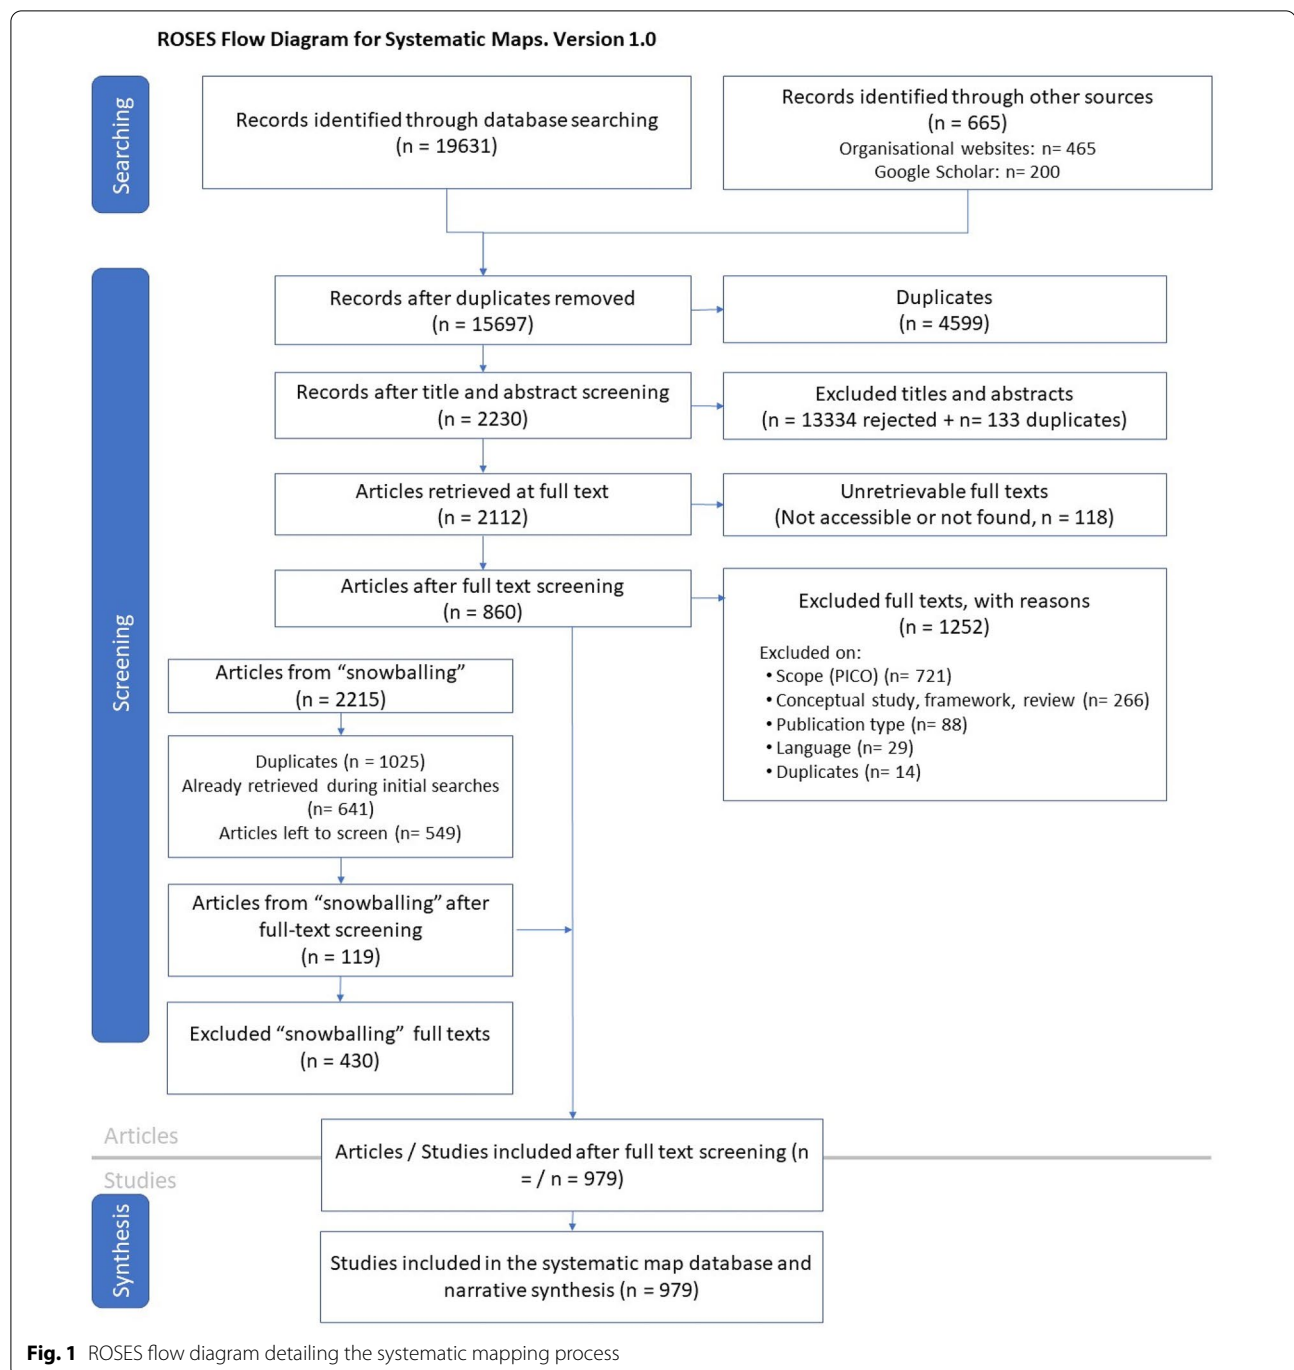 ROSES Flow Diagram for Systematic Maps. Version 1.0
Searching
Records identified through database searching
(n = 19631)
Records identified through other sources
(n = 665)
Organisational websites: n= 465
Google Scholar: n= 200
Screening
Records after duplicates removed
(n = 15697)
Duplicates
(n = 4599)
Records after title and abstract screening
(n = 2230)
Excluded titles and abstracts
(n = 13334 rejected + n= 133 duplicates)
Articles retrieved at full text
(n = 2112)
Unretrievable full texts
(Not accessible or not found, n = 118)
Articles after full text screening
(n = 860)
Excluded full texts, with reasons
(n = 1252)
Excluded on:
• Scope (PICO) (n= 721)
• Conceptual study, framework, review (n= 266)
• Publication type (n= 88)
• Language (n= 29)
• Duplicates (n= 14)
Articles from “snowballing”
(n = 2215)
Duplicates (n = 1025)
Already retrieved during initial searches
(n= 641)
Articles left to screen (n= 549)
Articles from “snowballing” after
full-text screening
(n = 119)
Excluded “snowballing” full texts
(n = 430)
Articles
Studies
Articles / Studies included after full text screening (n
= / n = 979)
Synthesis
Studies included in the systematic map database and
narrative synthesis (n = 979)
Fig. 1 ROSES flow diagram detailing the systematic mapping process